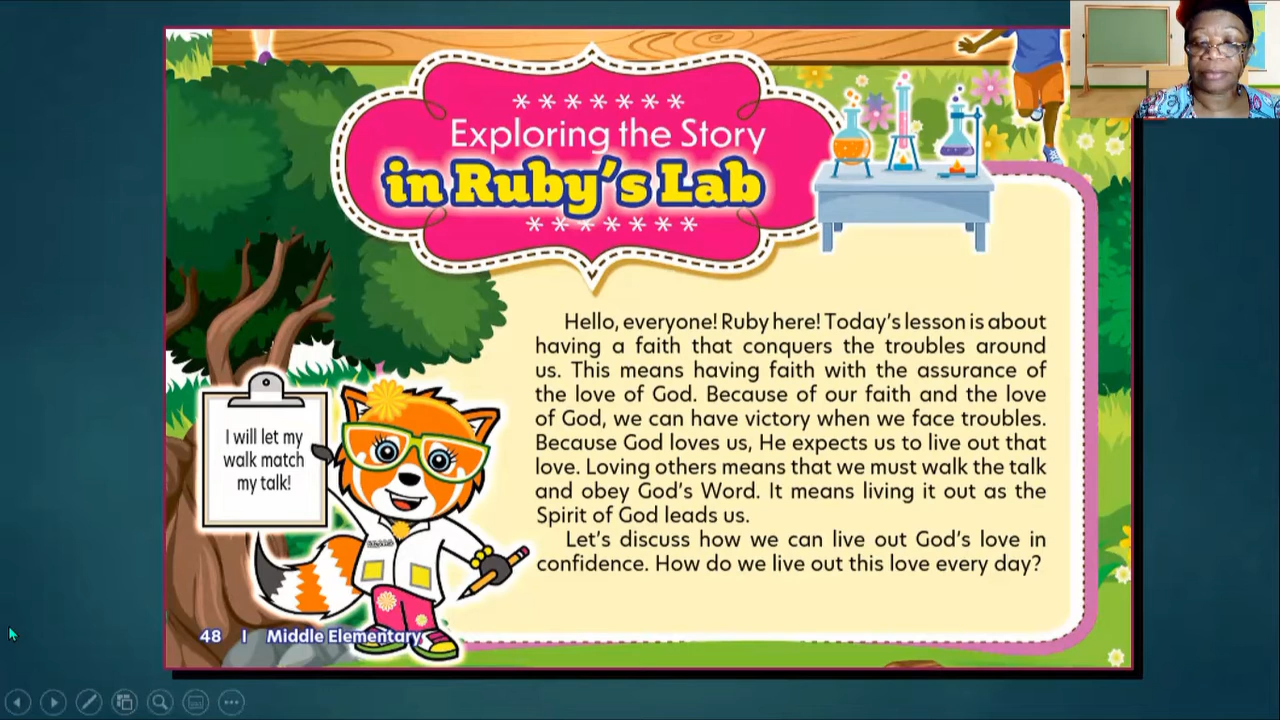 *******
Exploring the Story
in Ruby's Lab
*******
Hello, everyone! Ruby here! Today's lesson is about
having a faith that conquers the troubles around
us. This means having faith with the assurance of
the love of God. Because of our faith and the love
of God, we can have victory when we face troubles.
Because God loves us, He expects us to live out that
love. Loving others means that we must walk the talk
and obey God's Word. It means living it out as the
Spirit of God leads us.
Let's discuss how we can live out God's love in
confidence. How do we live out this love every day?
I will let my
walk match
my talk!
48 | Middle Elementary